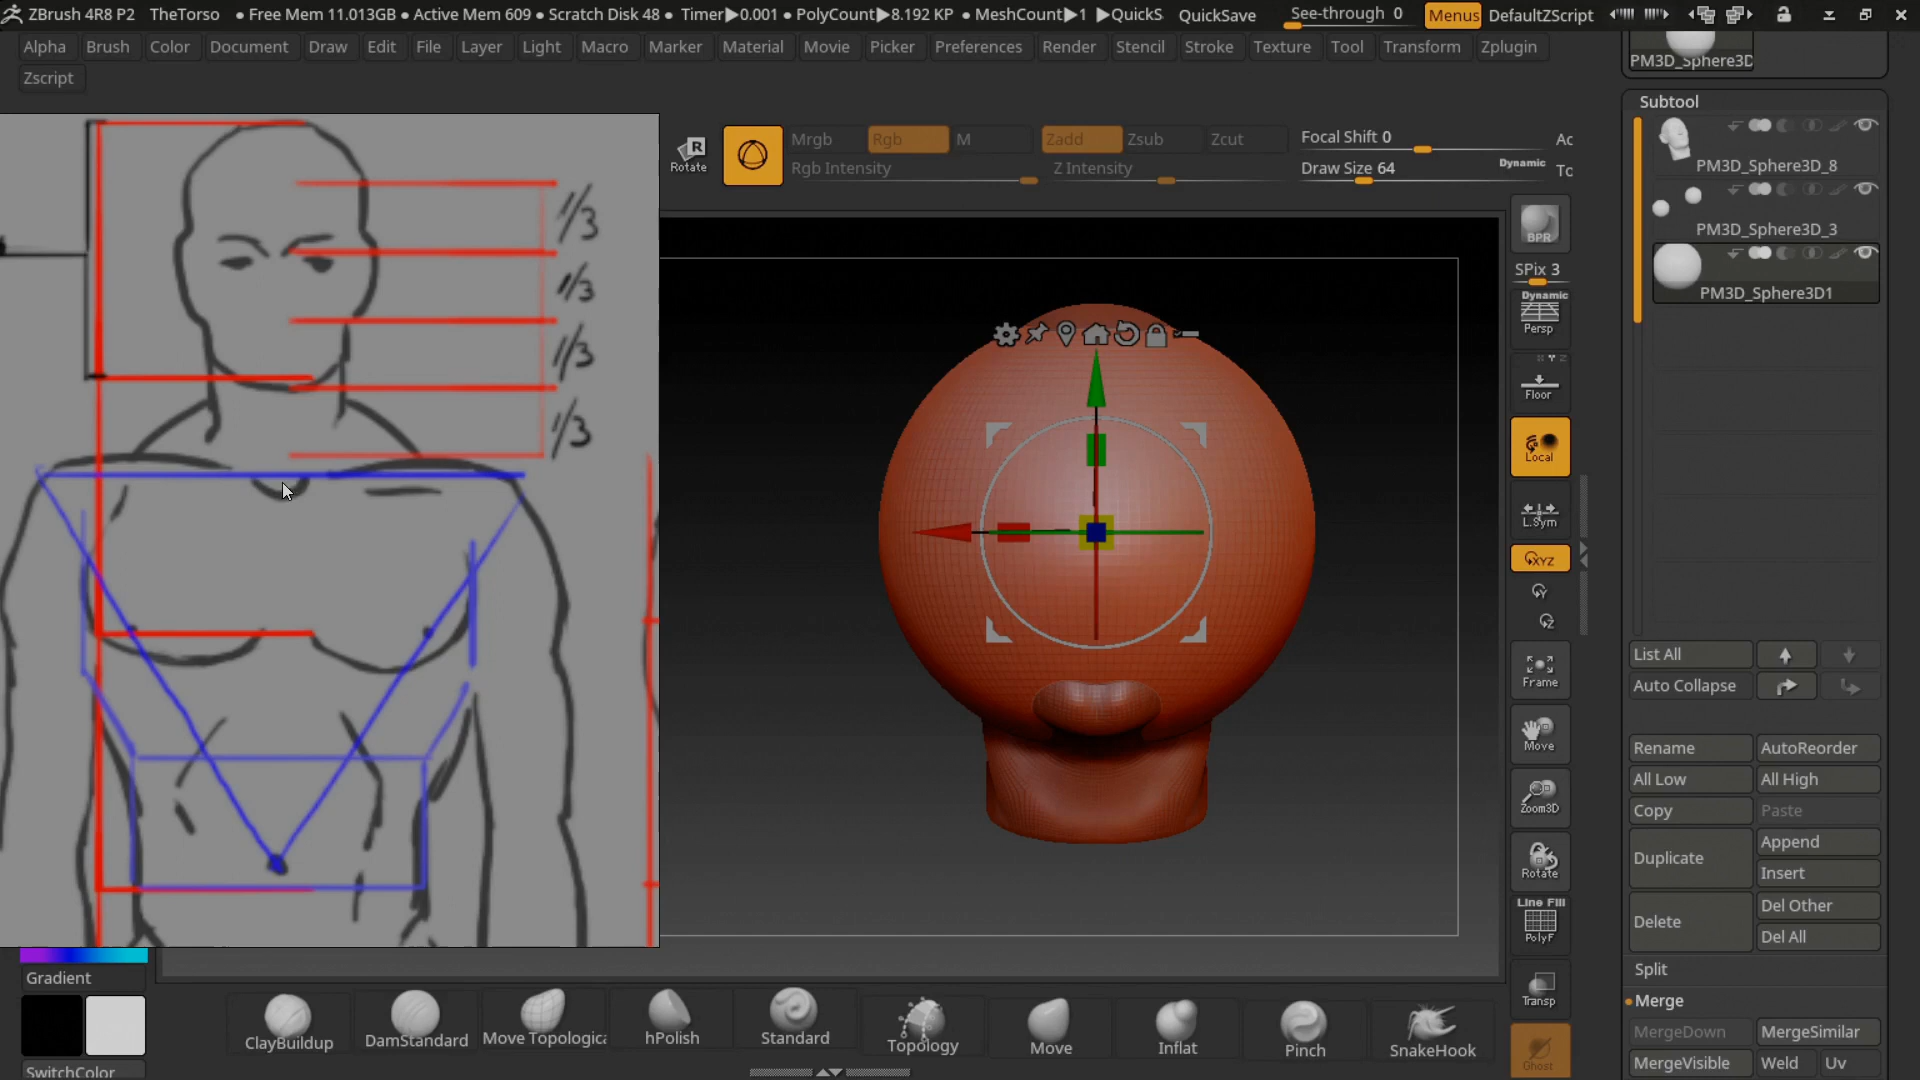 ZBrush 4R8 P2 TheTorso • Free Mem 11.013GB • Active Mem 609 • Scratch Disk 48 • Timer▶0.001 • PolyCount▶8.192 KP • MeshCount▶1 ▶QuickS QuickSave See-through 0 Menus DefaultZScript
Alpha Brush Color Document Draw Edit File Layer Light Macro Marker Material Movie Picker Preferences Render Stencil Stroke Texture Tool Transform Zplugin
Zscript
PM3D_Sphere3D
Subtool
PM3D_Sphere3D_8
PM3D_Sphere3D_3
PM3D_Sphere3D1
R
Rotate
Mrgb Rgb M Zadd Zsub Zcut Focal Shift 0 Ac
Rgb Intensity Z Intensity Draw Size 64 Dynamic To
1/3
1/3
1/3
1/3
BPR
SPix 3
Dynamic
Persp
Floor
Local
L.Sym
XYZ
Y
Z
Frame
Move
Zoom3D
Rotate
Line Fill
PolyF
Transp
Ghost
List All
Auto Collapse
Rename AutoReorder
All Low All High
Copy Paste
Duplicate Append
Insert
Delete Del Other
Del All
Split
Merge
MergeDown MergeSimilar
MergeVisible Weld Uv
Gradient
SwitchColor
ClayBuildup DamStandard Move Topologica hPolish Standard Topology Move Inflat Pinch SnakeHook